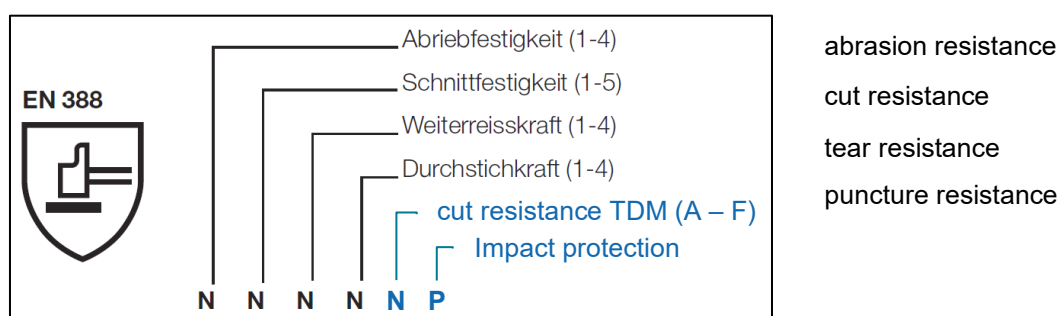 Abriebfestigkeit (1-4)
abrasion resistance
Schnittfestigkeit (1-5)
cut resistance
EN 388
Weiterreisskraft (1-4)
tear resistance
Durchstichkraft (1-4)
puncture resistance
cut resistance TDM (A – F)
Impact protection
N N N N N P